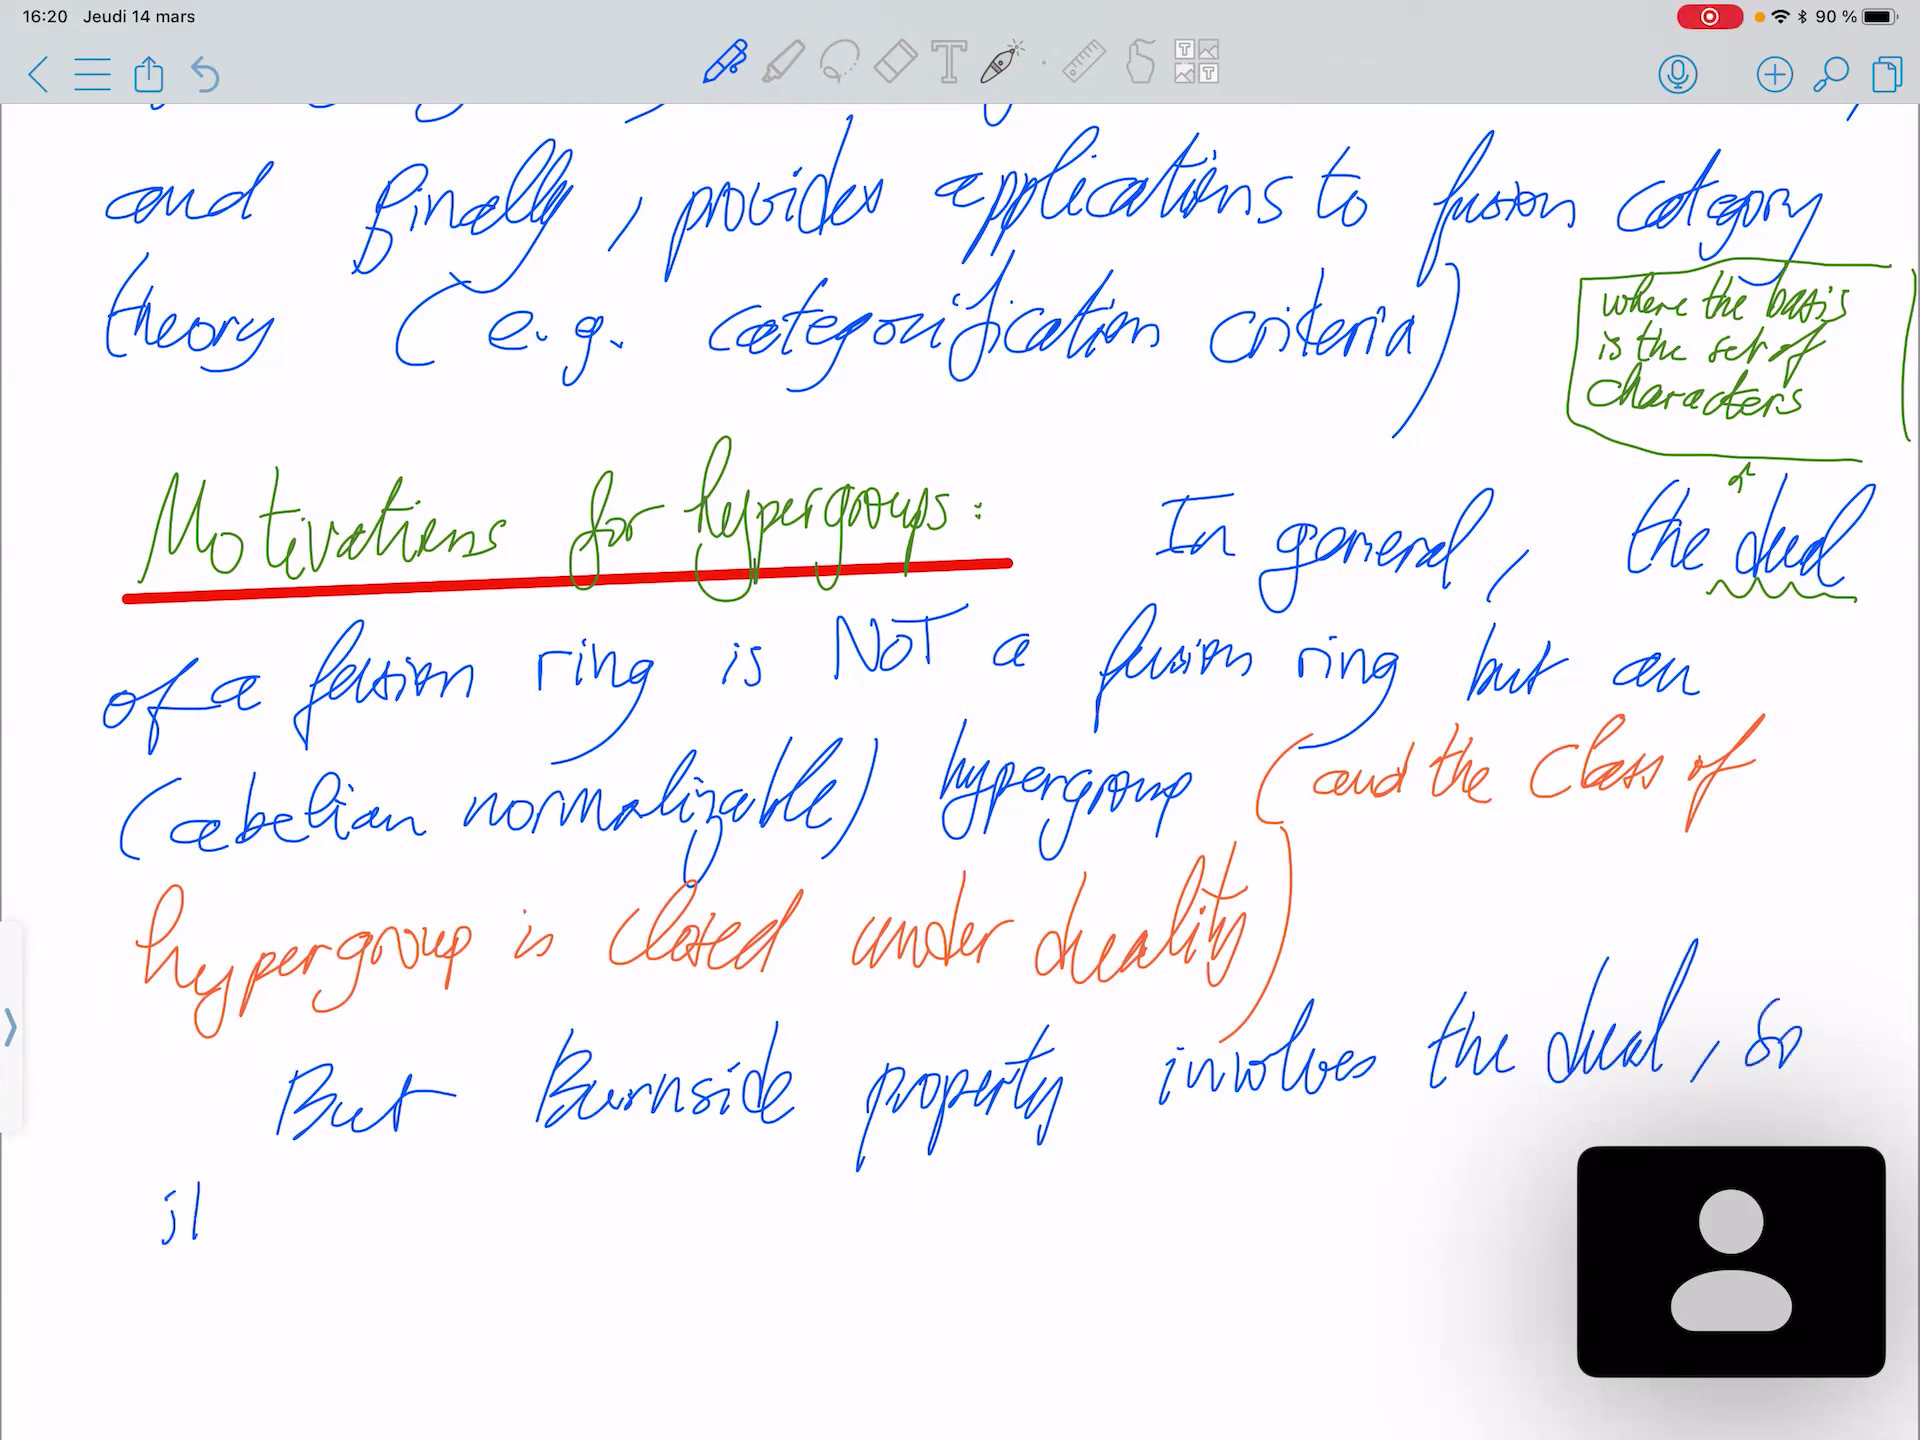 16:20 Jeudi 14 mars
90 %
and finally, provides applications to fusion category
theory (e.g. categorification criteria)
where the basis
is the set of
characters
Motivations for hypergroups:
In general, the dual
of a fusion ring is NOT a fusion ring but an
(abelian normalizable) hypergroup (and the class of
hypergroup is closed under duality)
But Burnside property involves the dual, so